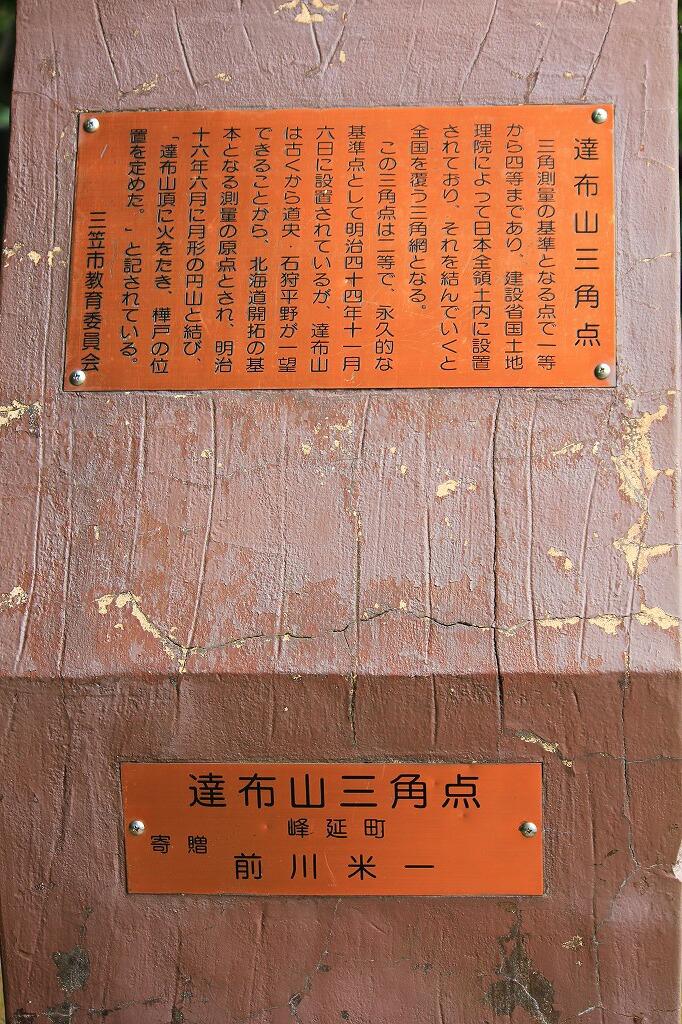 達布山三角点
三角測量の基準となる点で一等
から四等まであり、建設省国土地
理院によって日本全領土内に設置
されており、それを結んでいくと
全国を覆う三角網となる。
この三角点は二等で、永久的な
基準点として明治四十四年十一月
六日に設置されているが、達布山
は古くから道央・石狩平野が一望
できることから、北海道開拓の基
本となる測量の原点とされ、明治
十六年六月に月形の円山と結び、
「達布山頂に火をたき、樺戸の位
置を定めた。」と記されている。
三笠市教育委員会
達布山三角点
峰延町
寄贈
前川米一